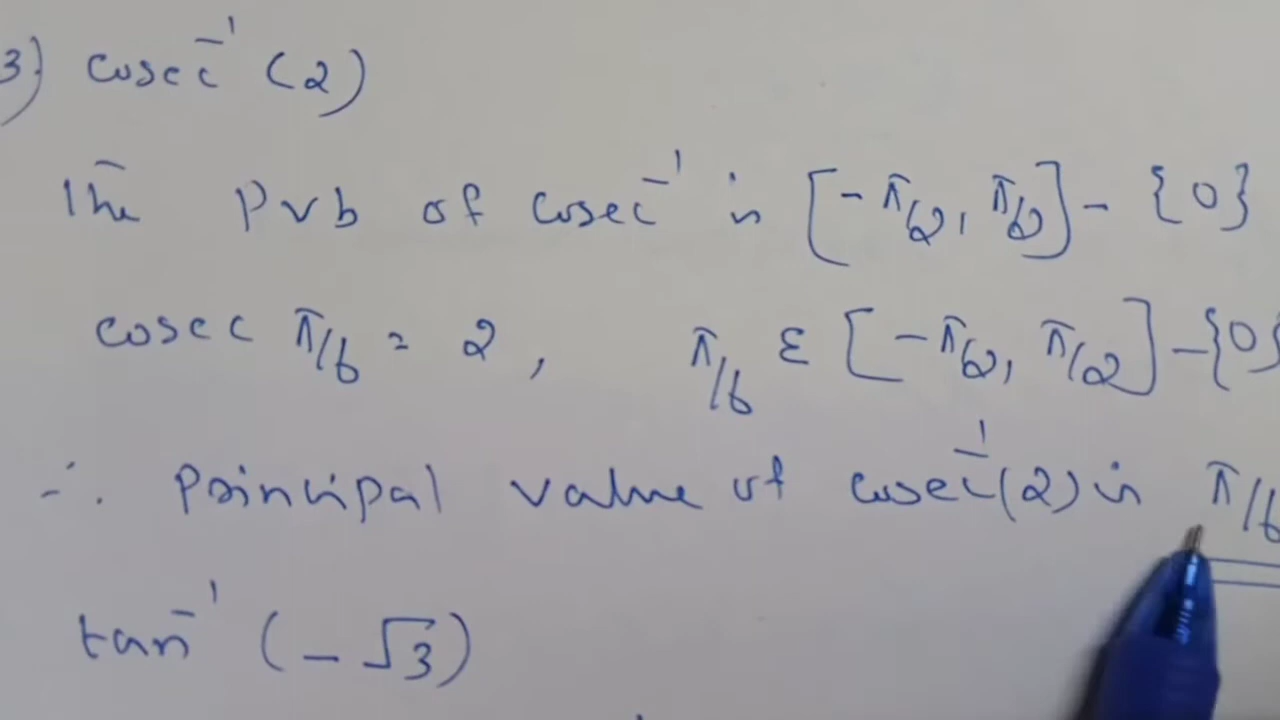 3) cosec⁻¹ (2)
The Pvb of cosec⁻¹ is [-π/2, π/2] - {0}
cosec π/6 = 2, π/6 ε [-π/2, π/2] - {0}
∴ Principal value of cosec⁻¹(2) is π/6
tan⁻¹ (-√3)